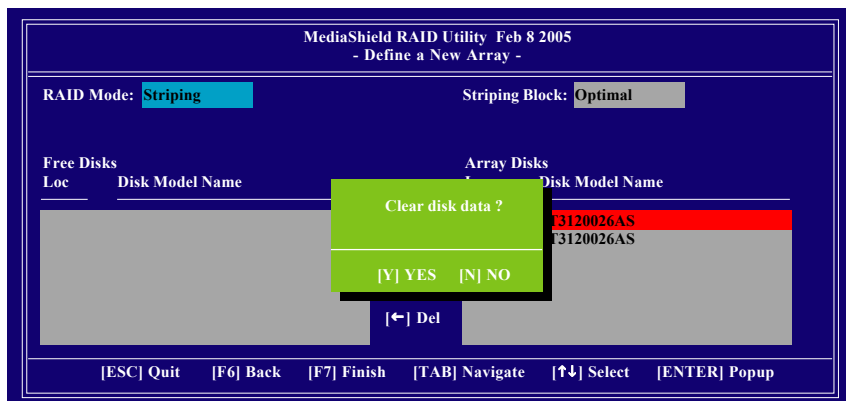 MediaShield RAID Utility Feb 8 2005
- Define a New Array -
RAID Mode: Striping Striping Block: Optimal
Free Disks Array Disks
Loc Disk Model Name Disk Model Name
Clear disk data ?
T3120026AS
T3120026AS
[Y] YES [N] NO
[←] Del
[ESC] Quit [F6] Back [F7] Finish [TAB] Navigate [↑↓] Select [ENTER] Popup